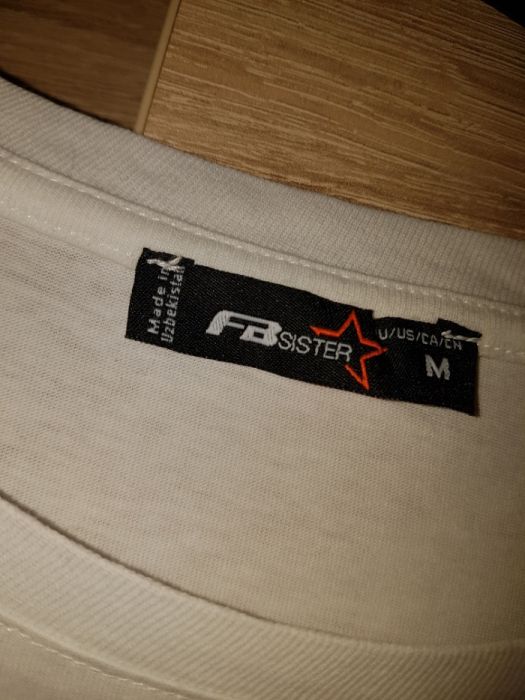 Made in
Uzbekistan
FB SISTER
U/US/CA/CN
M